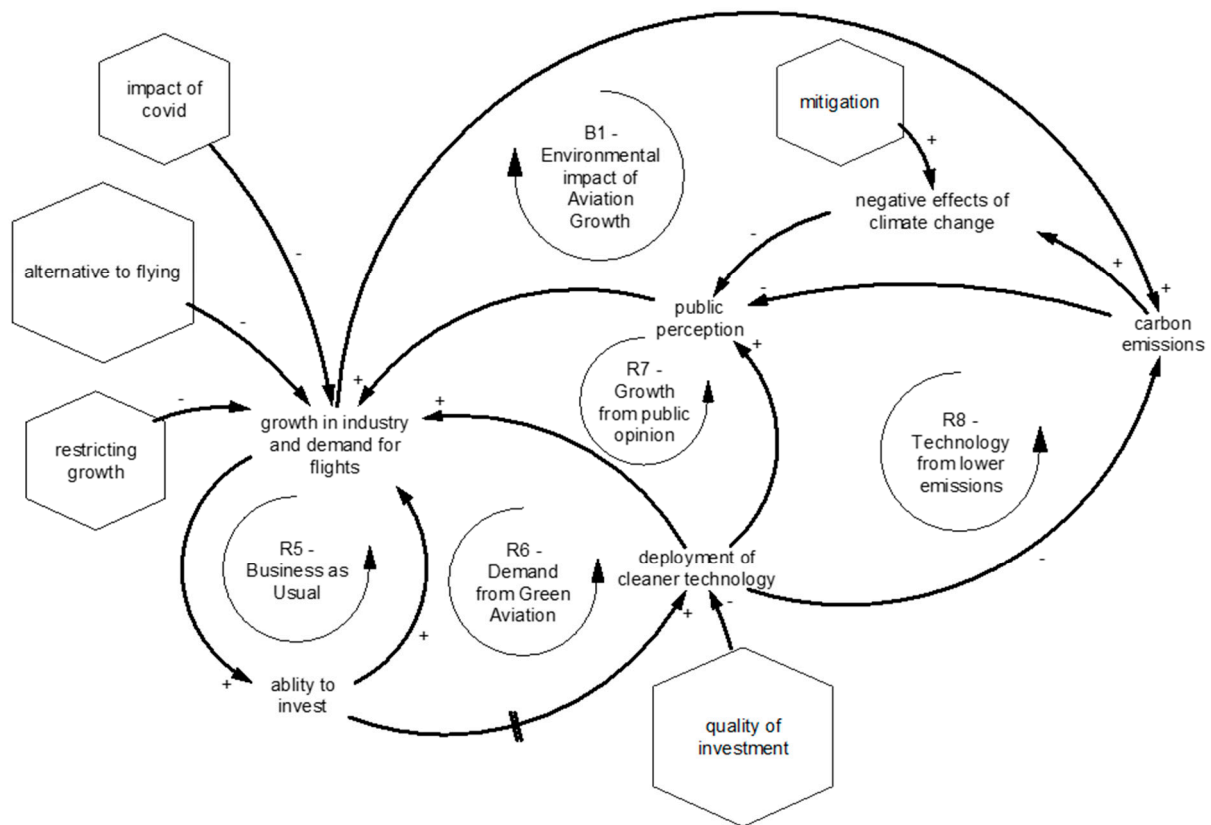 impact of
covid
mitigation
B1 -
Environmental
impact of
Aviation
Growth
+
negative effects of
climate change
-
alternative to flying
-
-
+
-
-
public
perception
+
carbon
emissions
+
+
+
R7 -
Growth
from public
opinion
-
restricting
growth
growth in industry
and demand for
flights
R8 -
Technology
from lower
emissions
R5 -
Business as
Usual
R6 -
Demand
from Green
Aviation
deployment of
cleaner technology
-
+
-
+
+
ablity to
invest
quality of
investment